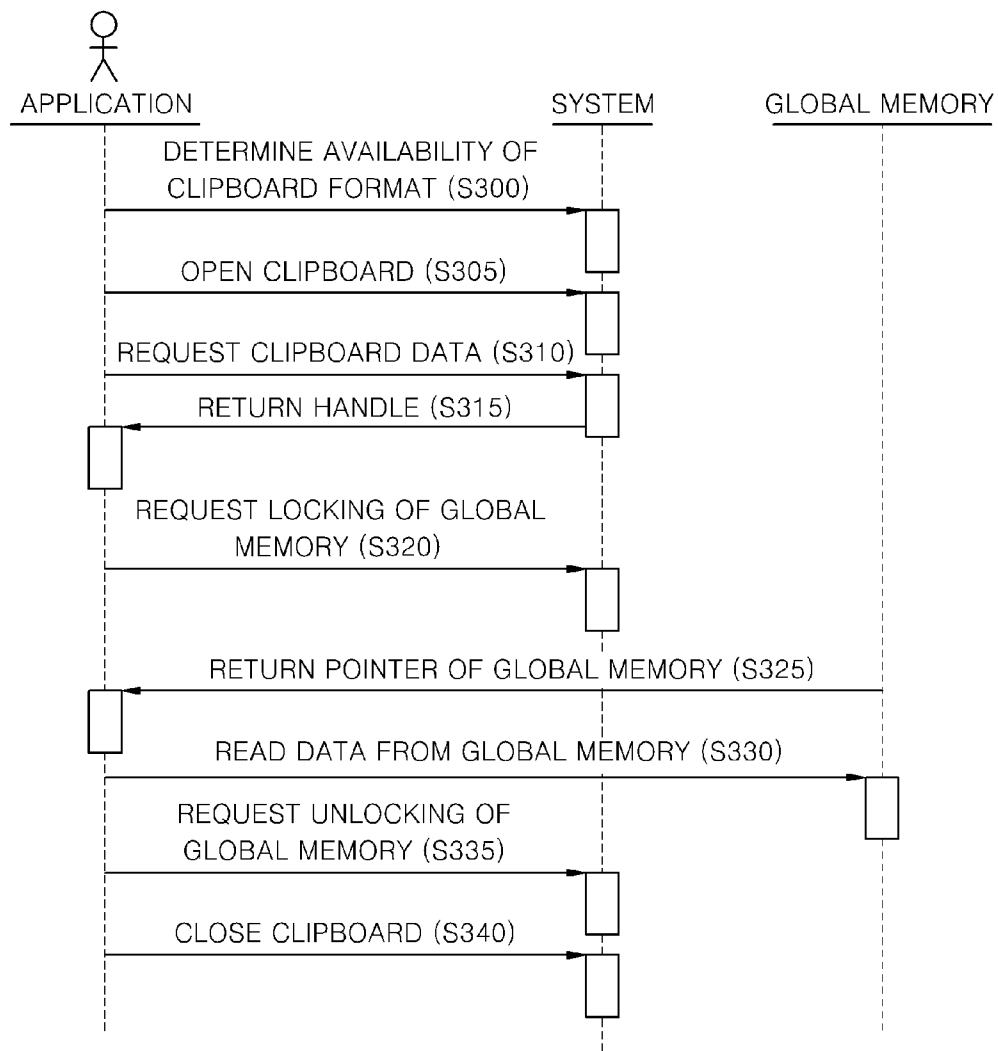 APPLICATION
SYSTEM
GLOBAL MEMORY
DETERMINE AVAILABILITY OF
CLIPBOARD FORMAT (S300)
OPEN CLIPBOARD (S305)
REQUEST CLIPBOARD DATA (S310)
RETURN HANDLE (S315)
REQUEST LOCKING OF GLOBAL
MEMORY (S320)
RETURN POINTER OF GLOBAL MEMORY (S325)
READ DATA FROM GLOBAL MEMORY (S330)
REQUEST UNLOCKING OF
GLOBAL MEMORY (S335)
CLOSE CLIPBOARD (S340)